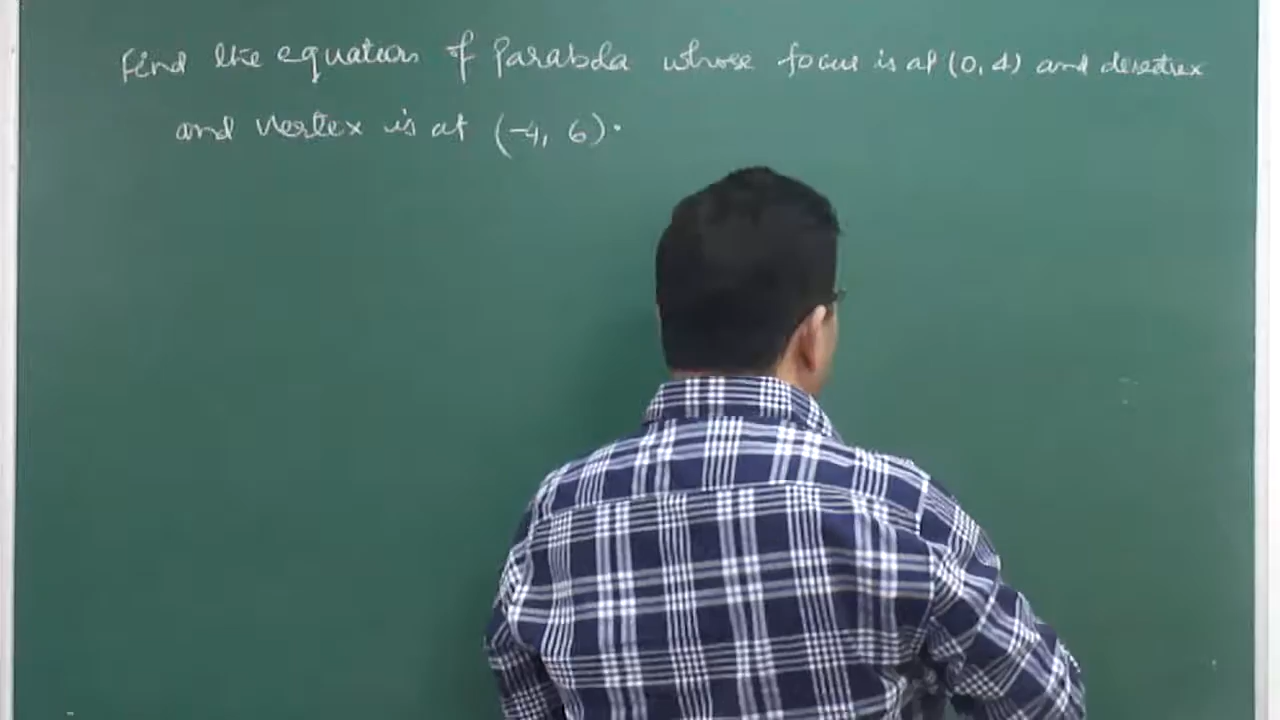 Find the equation of Parabola whose focus is at (0, 4) and directrix
and vertex is at (-4, 6).